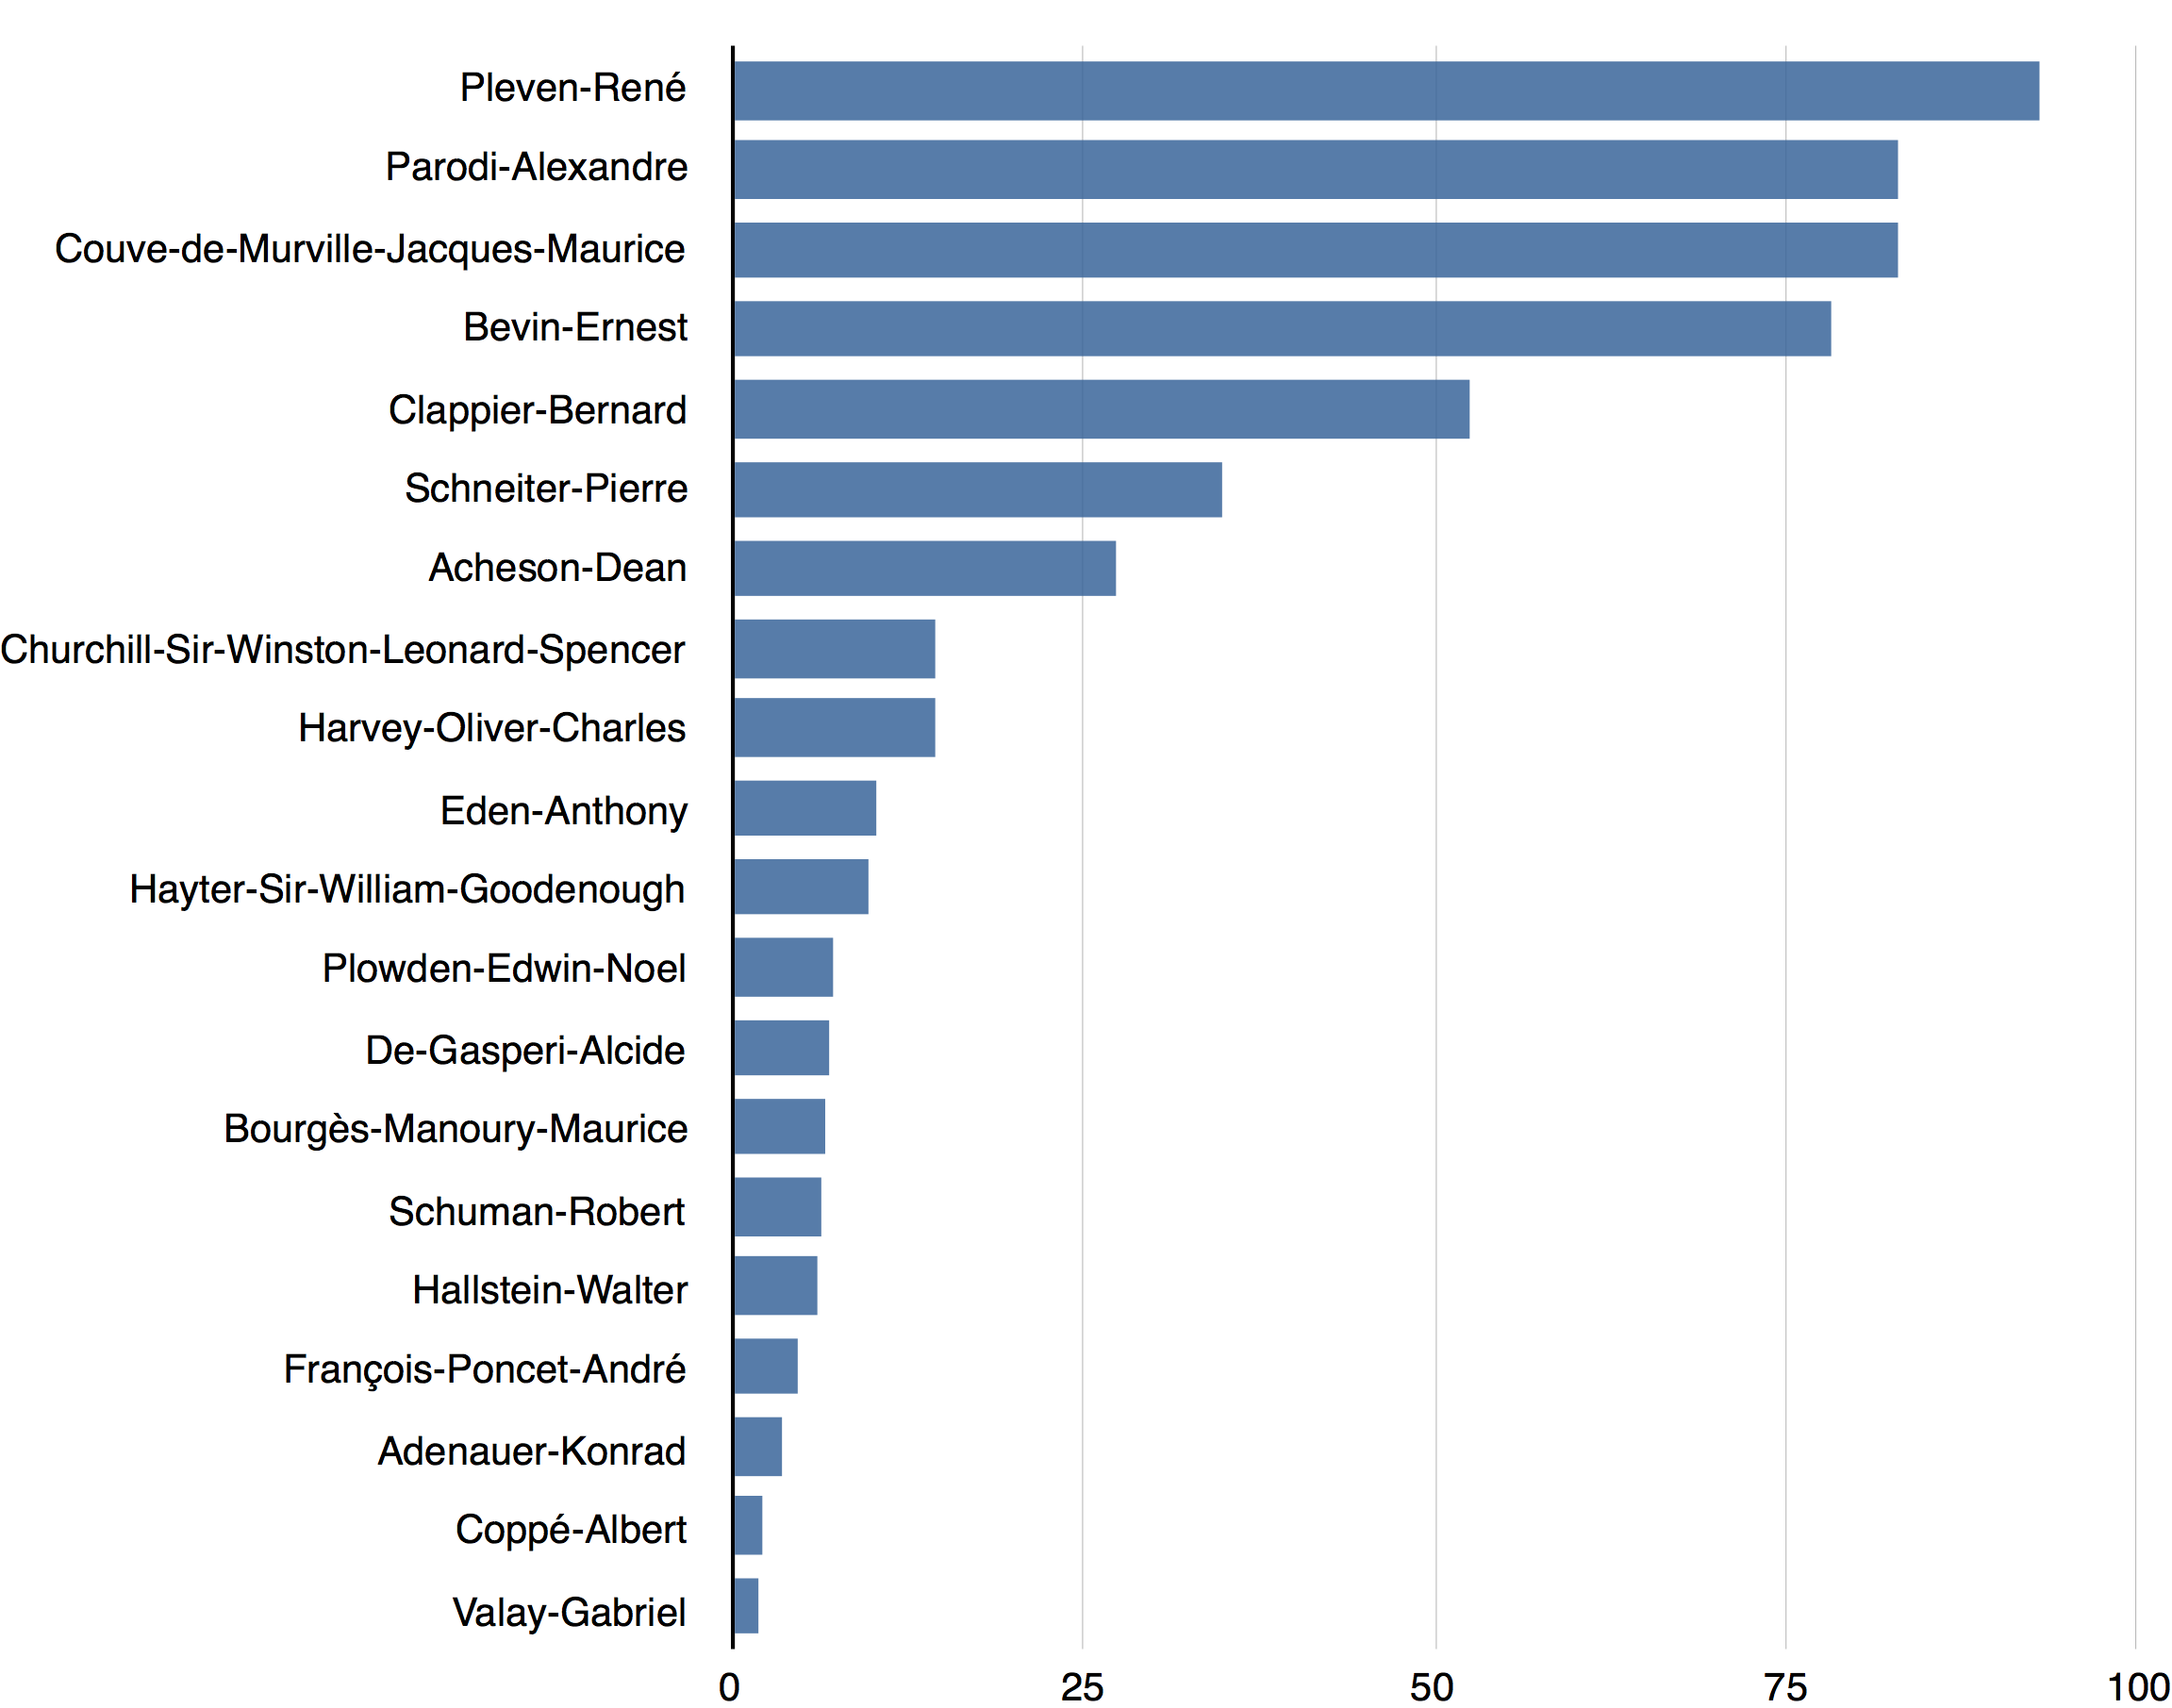 Pleven-René
Parodi-Alexandre
Couve-de-Murville-Jacques-Maurice
Bevin-Ernest
Clappier-Bernard
Schneiter-Pierre
Acheson-Dean
Churchill-Sir-Winston-Leonard-Spencer
Harvey-Oliver-Charles
Eden-Anthony
Hayter-Sir-William-Goodenough
Plowden-Edwin-Noel
De-Gasperi-Alcide
Bourgès-Manoury-Maurice
Schuman-Robert
Hallstein-Walter
François-Poncet-André
Adenauer-Konrad
Coppé-Albert
Valay-Gabriel
0 25 50 75 100